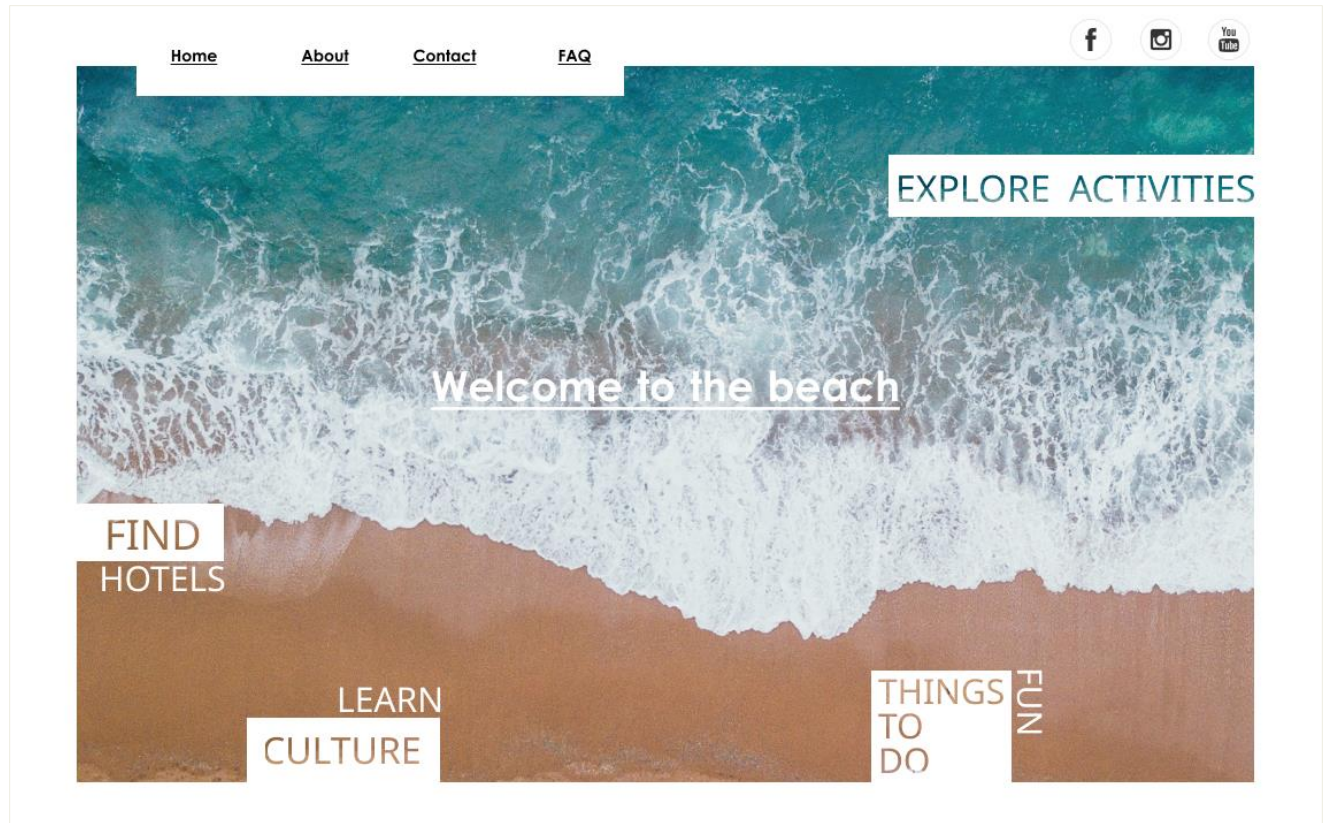 Home About Contact FAQ
f You Tube
EXPLORE ACTIVITIES
Welcome to the beach
FIND
HOTELS
LEARN
CULTURE
THINGS
TO
DO
FUN